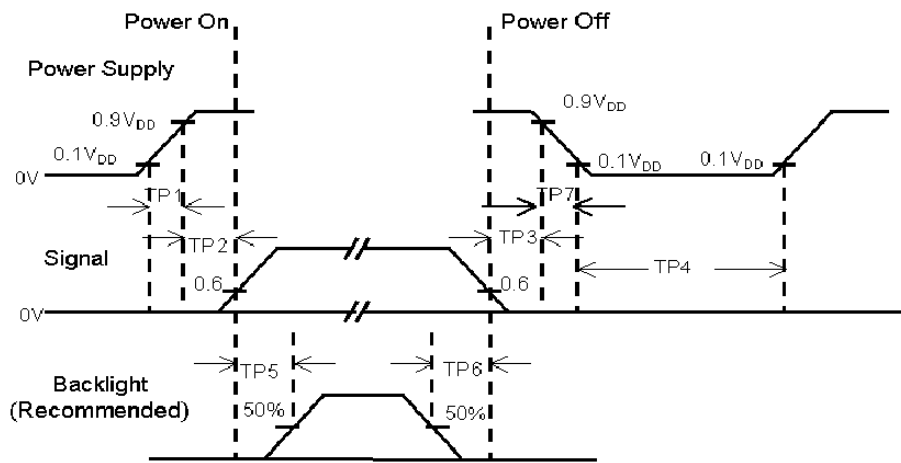 Power On
Power Off
Power Supply
0.9VDD
0.9VDD
0.1VDD
0.1VDD
0.1VDD
0V
TP1
TP7
TP2
TP3
Signal
TP4
0.6
0.6
0V
TP5
TP6
Backlight
(Recommended)
50%
50%